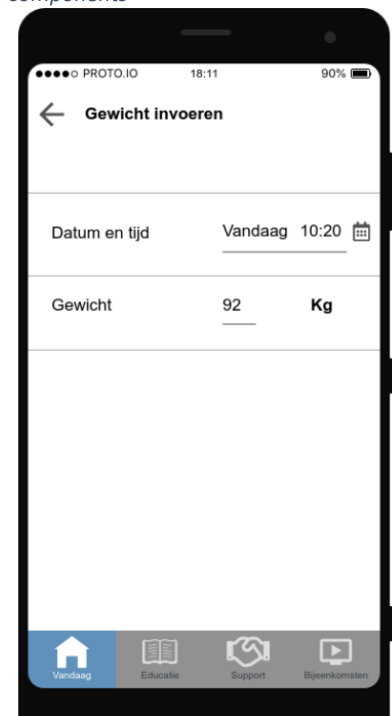 components
PROTO.IO 18:11 90%
Gewicht invoeren
Datum en tijd Vandaag 10:20
Gewicht 92 Kg
Vandaag Educatie Support Bijeenkomsten